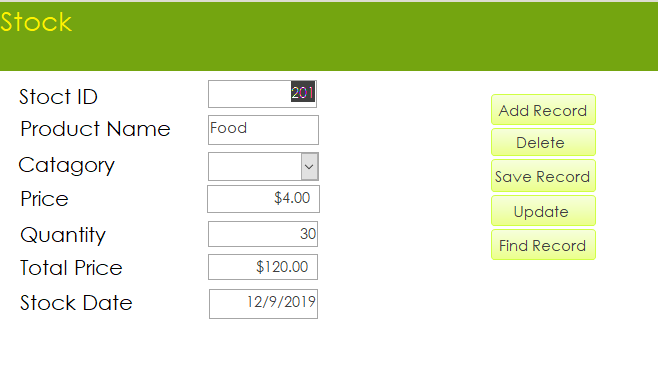 Stock
Stoct ID 201
Product Name Food
Catagory
Price $4.00
Quantity 30
Total Price $120.00
Stock Date 12/9/2019
Add Record
Delete
Save Record
Update
Find Record